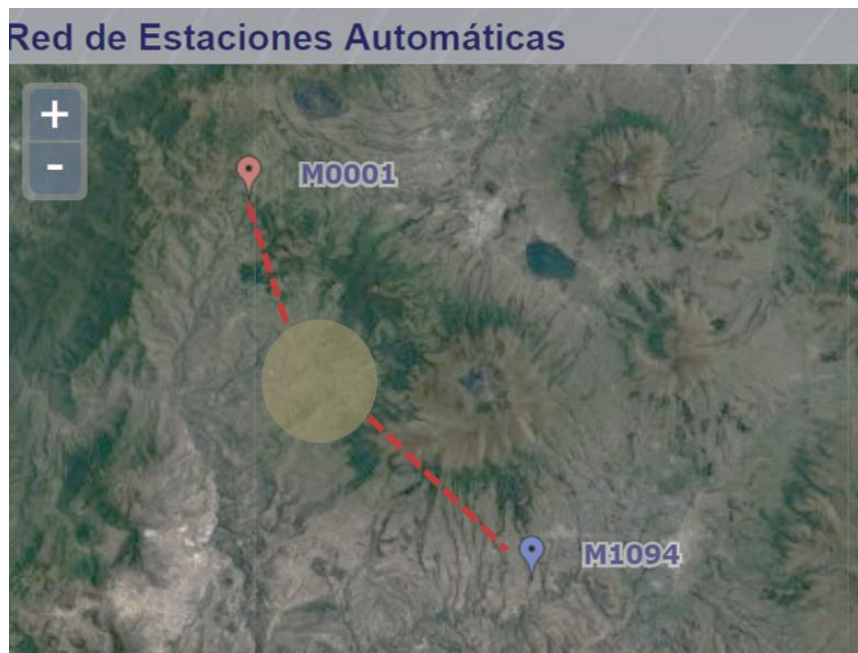 Red de Estaciones Automáticas
+
-
M0001
M1094